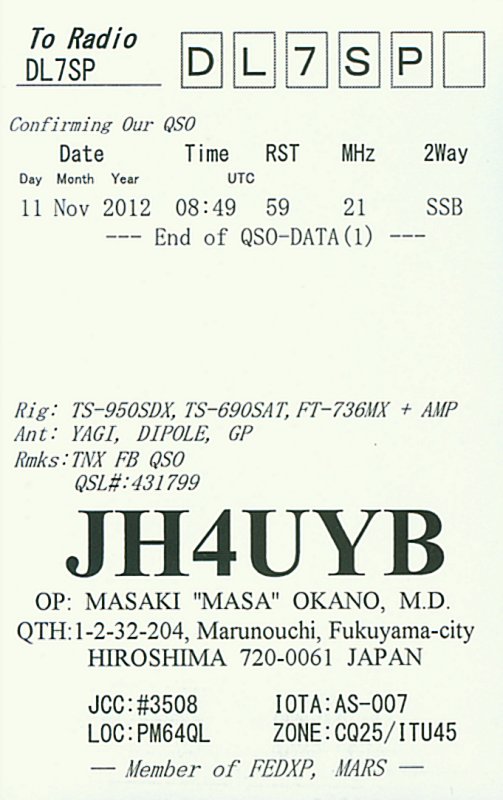 To Radio
DL7SP
DL7SP
Confirming Our QSO
Date Time RST MHz 2Way
Day Month Year UTC
11 Nov 2012 08:49 59 21 SSB
--- End of QSO-DATA(1) ---
Rig: TS-950SDX, TS-690SAT, FT-736MX + AMP
Ant: YAGI, DIPOLE, GP
Rmks:TNX FB QSO
QSL#:431799
JH4UYB
OP: MASAKI "MASA" OKANO, M.D.
QTH:1-2-32-204, Marunouchi, Fukuyama-city
HIROSHIMA 720-0061 JAPAN
JCC:#3508 IOTA:AS-007
LOC:PM64QL ZONE:CQ25/ITU45
— Member of FEDXP, MARS —